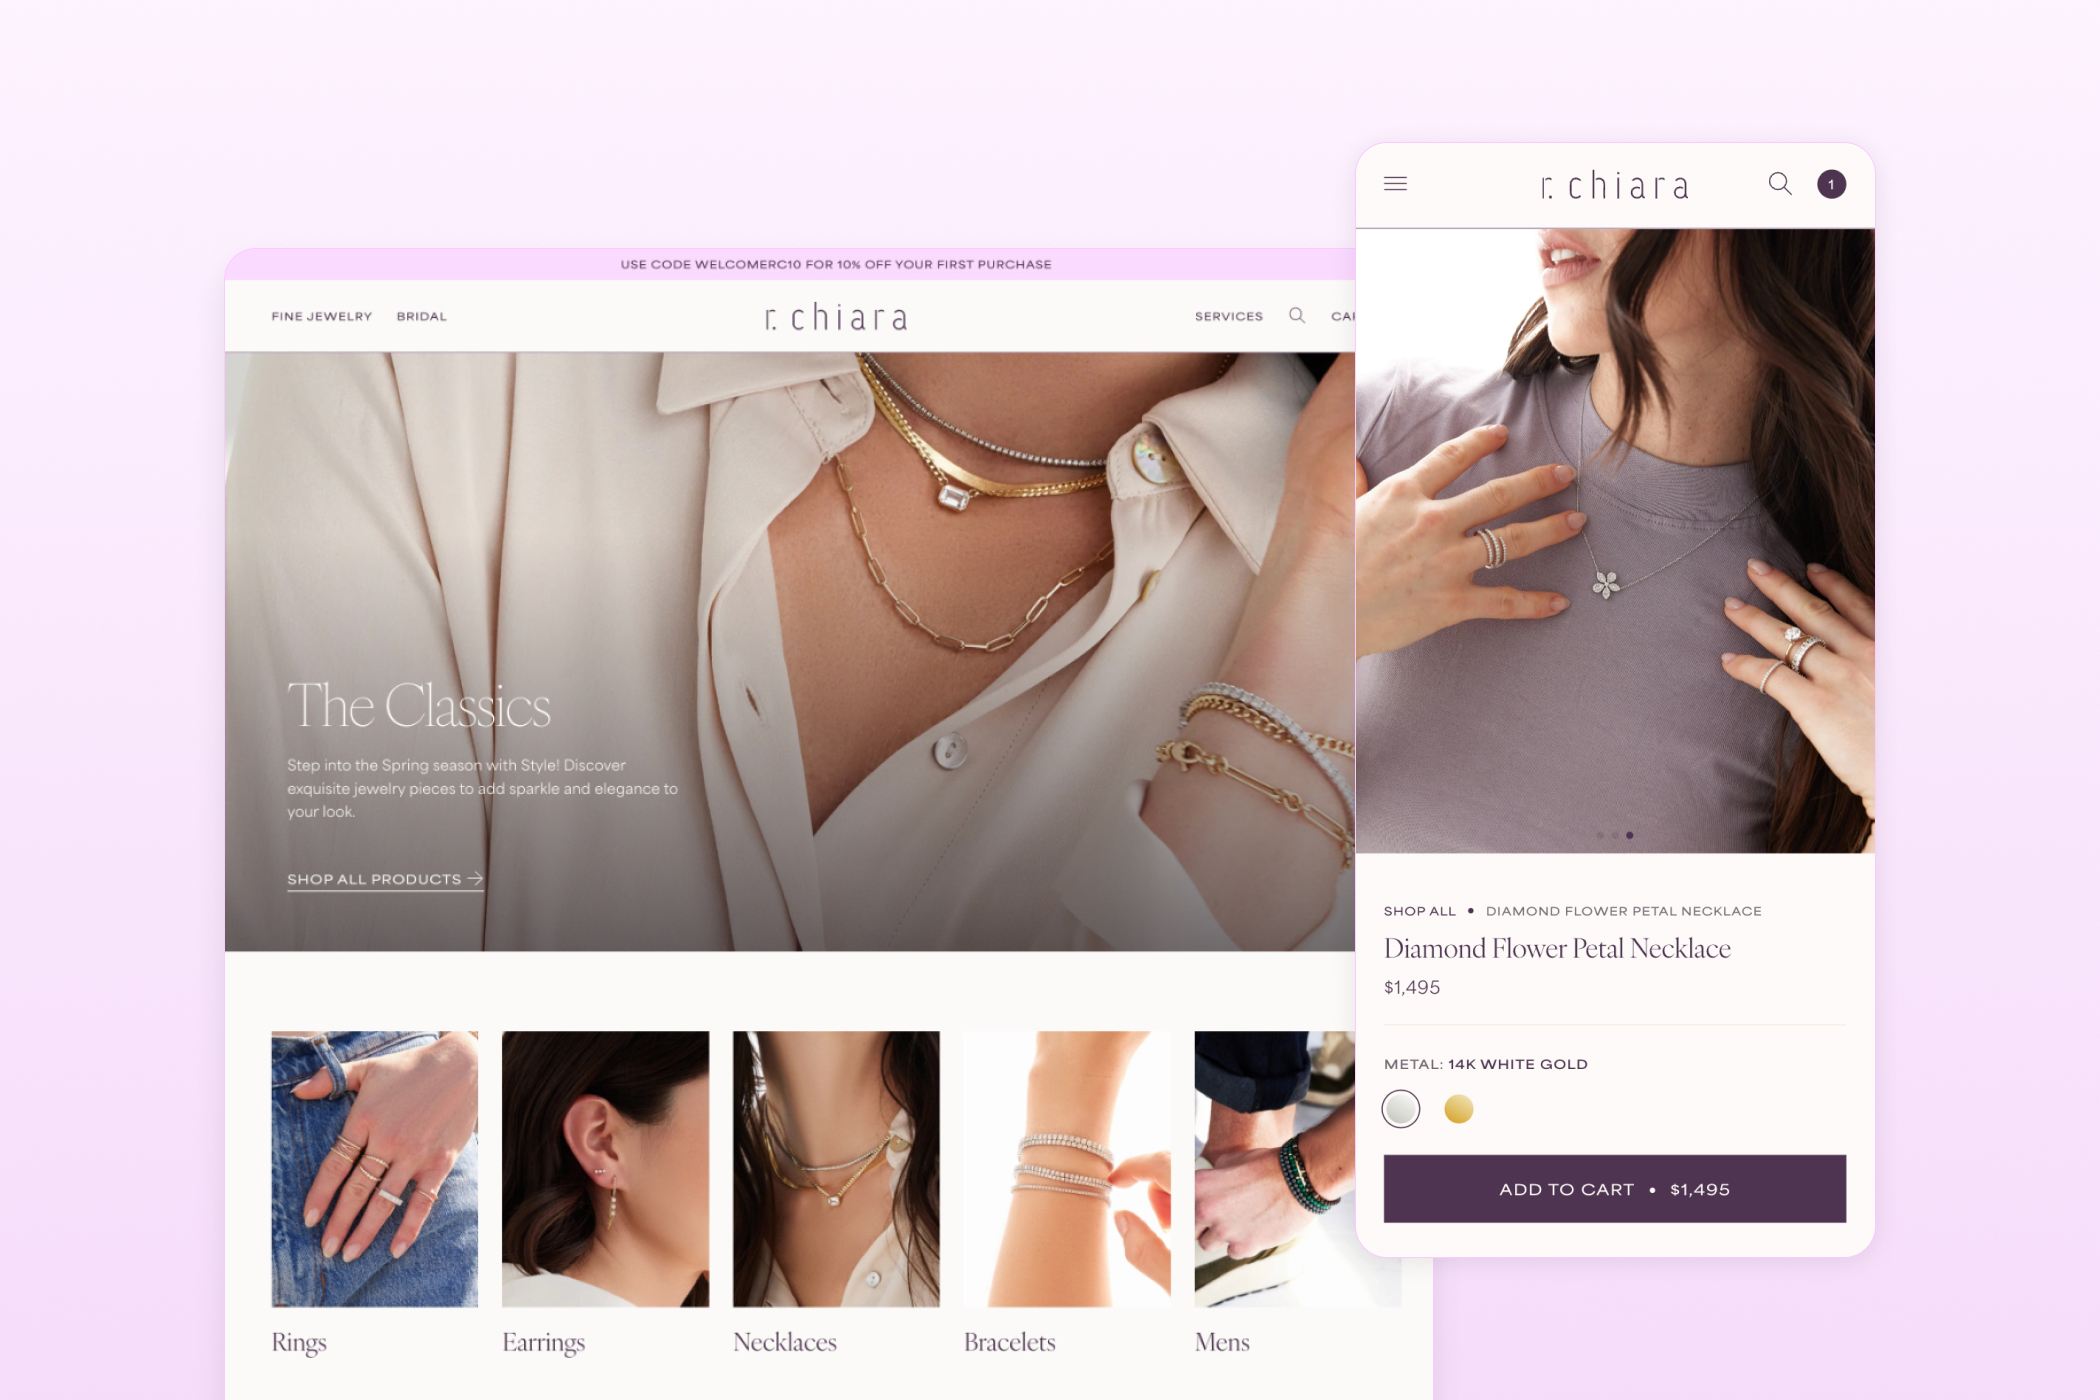 USE CODE WELCOMERC10 FOR 10% OFF YOUR FIRST PURCHASE
FINE JEWELRY BRIDAL
r. chiara
SERVICES
The Classics
Step into the Spring season with Style! Discover
exquisite jewelry pieces to add sparkle and elegance to
your look.
SHOP ALL PRODUCTS →
Rings
Earrings
Necklaces
Bracelets
Mens
r. chiara
1
SHOP ALL • DIAMOND FLOWER PETAL NECKLACE
Diamond Flower Petal Necklace
$1,495
METAL: 14K WHITE GOLD
ADD TO CART • $1,495